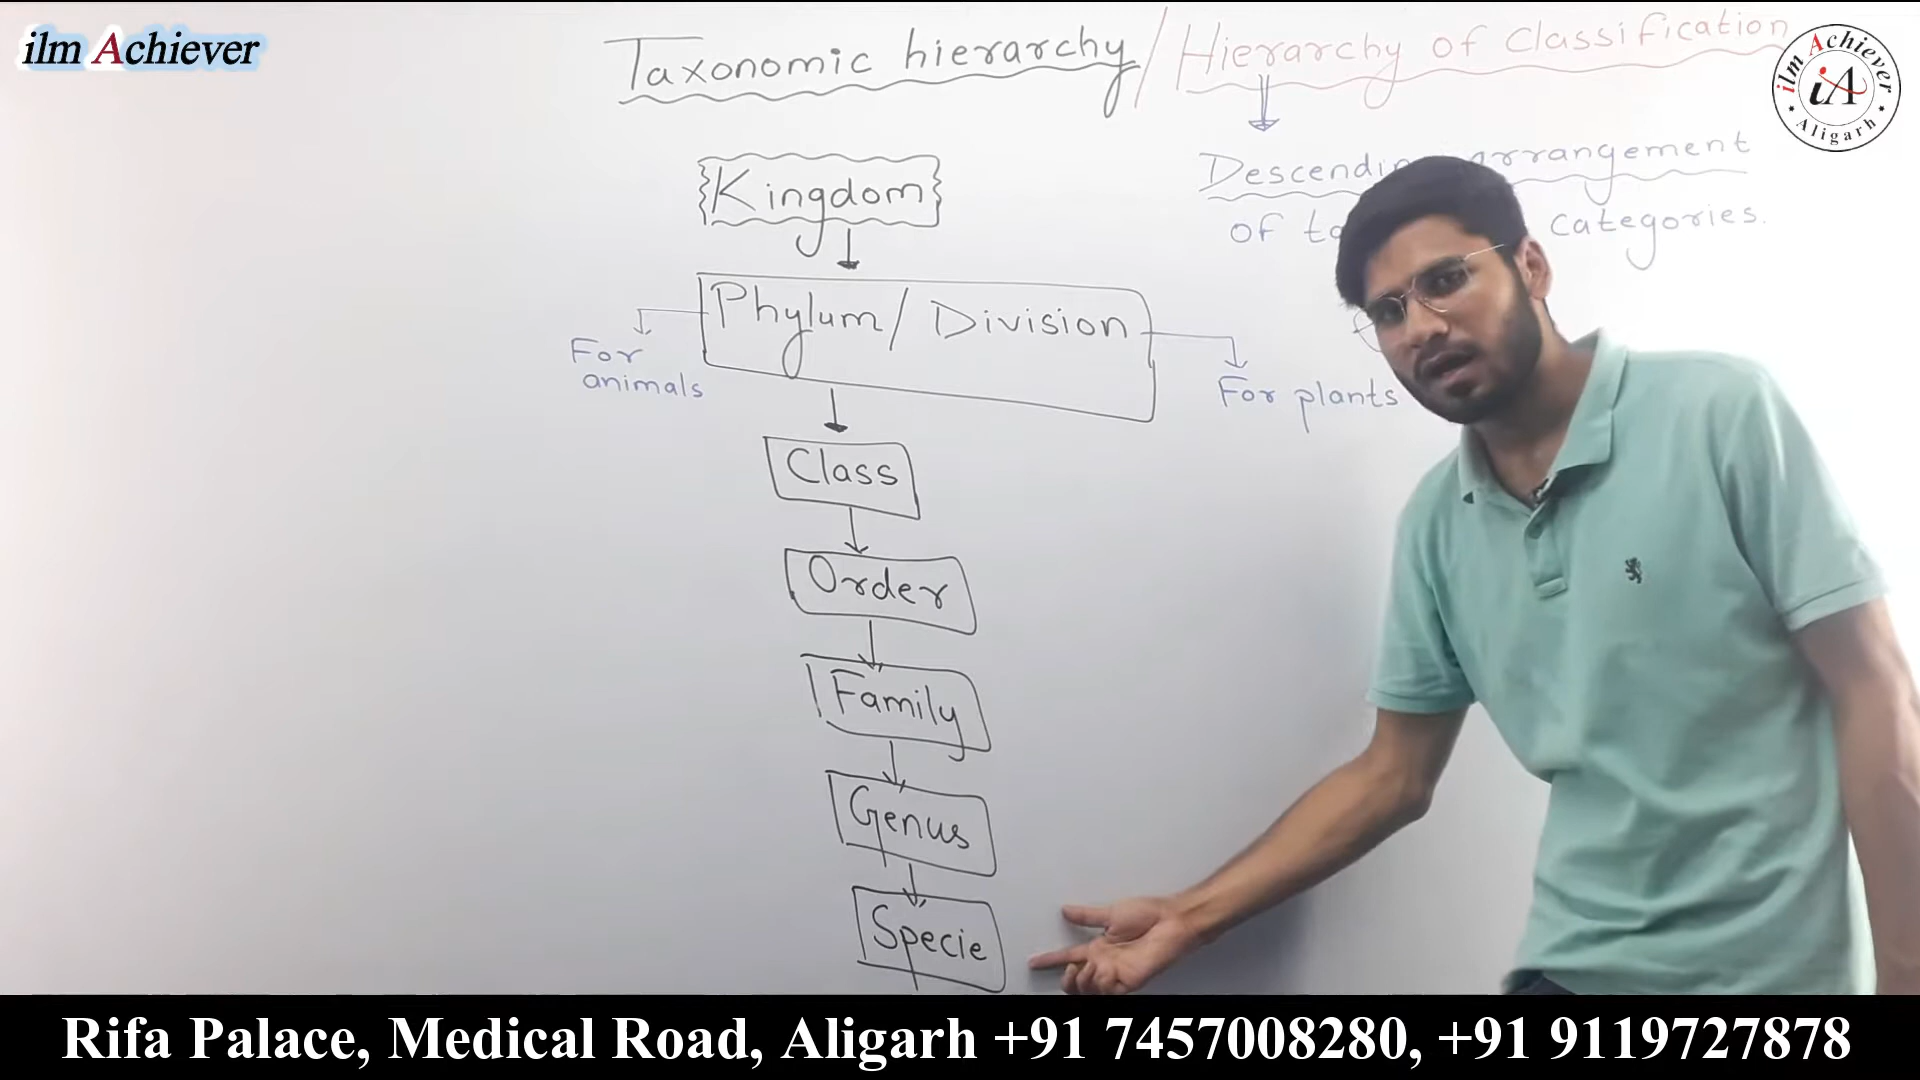 ilm Achiever
Taxonomic hierarchy / Hierarchy of Classification
ilm Achiever
iA
Aligarh
Descending arrangement
of categories.
Kingdom
Phylum / Division
For
animals
For plants
Class
Order
Family
Genus
Specie
Rifa Palace, Medical Road, Aligarh +91 7457008280, +91 9119727878